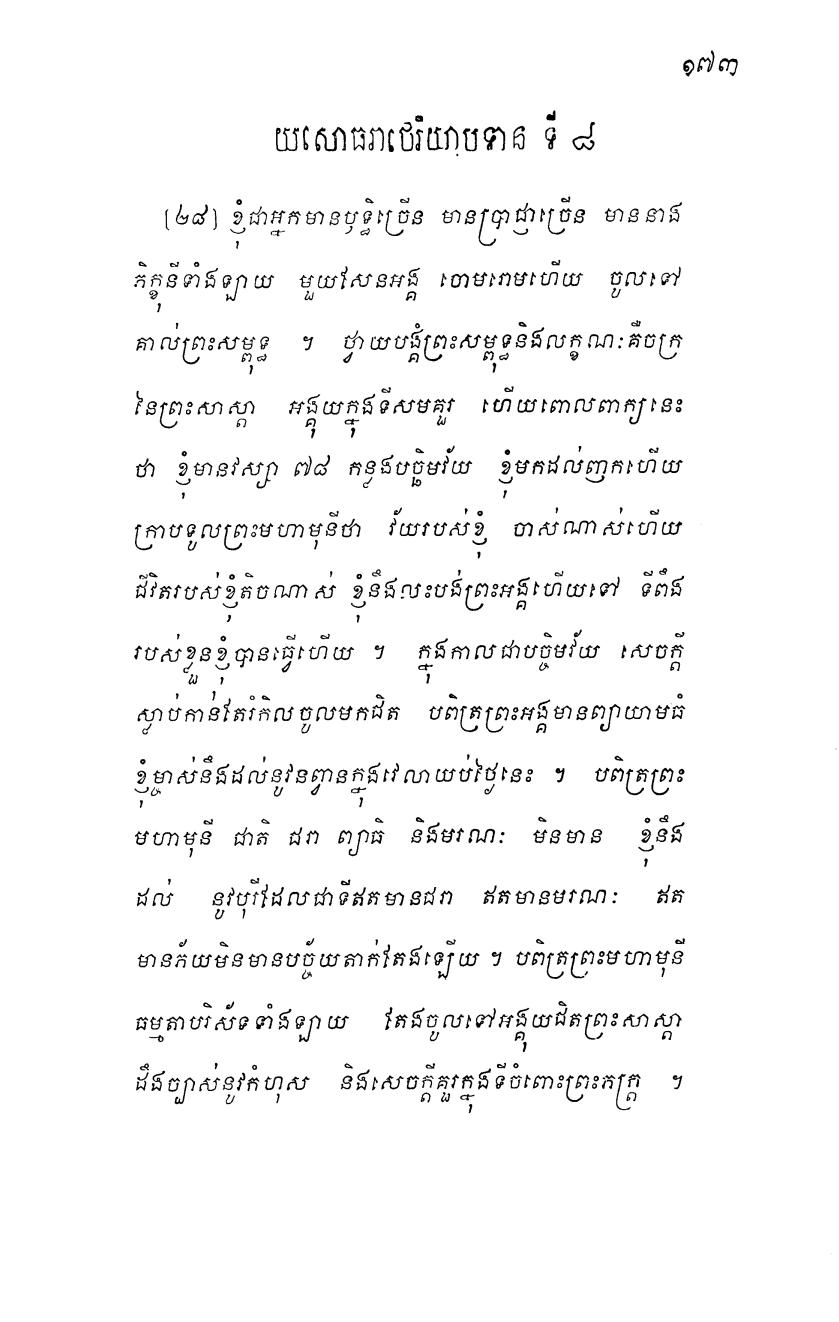 ១៧៣
យសោធរាថេរិយាបទាន ទី ៨
[២៨] ខ្ញុំជាអ្នកមានឫទ្ធិច្រើន មានប្រាជ្ញាច្រើន មាននាង
ភិក្ខុនីទាំងឡាយ មួយសែនអង្គ ចោមរោមហើយ ចូលទៅ
គាល់ព្រះសម្ពុទ្ធ ។ ថ្វាយបង្គំព្រះសម្ពុទ្ធនិងលក្ខណៈគឺចក្រ
នៃព្រះសាស្តា អង្គុយក្នុងទីសមគួរ ហើយពោលពាក្យនេះ
ថា ខ្ញុំមានវស្សា ៧៨ កន្លងបច្ឆិមវ័យ ខ្ញុំមកដល់ញកហើយ
ក្រាបទូលព្រះមហាមុនីថា វ័យរបស់ខ្ញុំ ចាស់ណាស់ហើយ
ជីវិតរបស់ខ្ញុំតិចណាស់ ខ្ញុំនឹងលះបង់ព្រះអង្គហើយទៅ ទីពឹង
របស់ខ្លួនខ្ញុំបានធ្វើហើយ ។ ក្នុងកាលជាបច្ចិមវ័យ សេចក្តី
ស្លាប់កាន់តែរំកិលចូលមកជិត បពិត្រព្រះអង្គមានព្យាយាមធំ
ខ្ញុំម្ចាស់នឹងដល់នូវនព្វានក្នុងវេលាយប់ថ្ងៃនេះ ។ បពិត្រព្រះ
មហាមុនី ជាតិ ជរា ព្យាធិ និងមរណៈ មិនមាន ខ្ញុំនឹង
ដល់ នូវបុរីដែលជាទីឥតមានជរា ឥតមានមរណៈ ឥត
មានភ័យមិនមានបច្ច័យតាក់តែងឡើយ ។ បពិត្រព្រះមហាមុនី
ធម្មតាបរិស័ទទាំងឡាយ តែងចូលទៅអង្គុយជិតព្រះសាស្តា
ដឹងច្បាស់នូវកំហុស និងសេចក្តីគួរក្នុងទីចំពោះព្រះភក្ត្រ ។